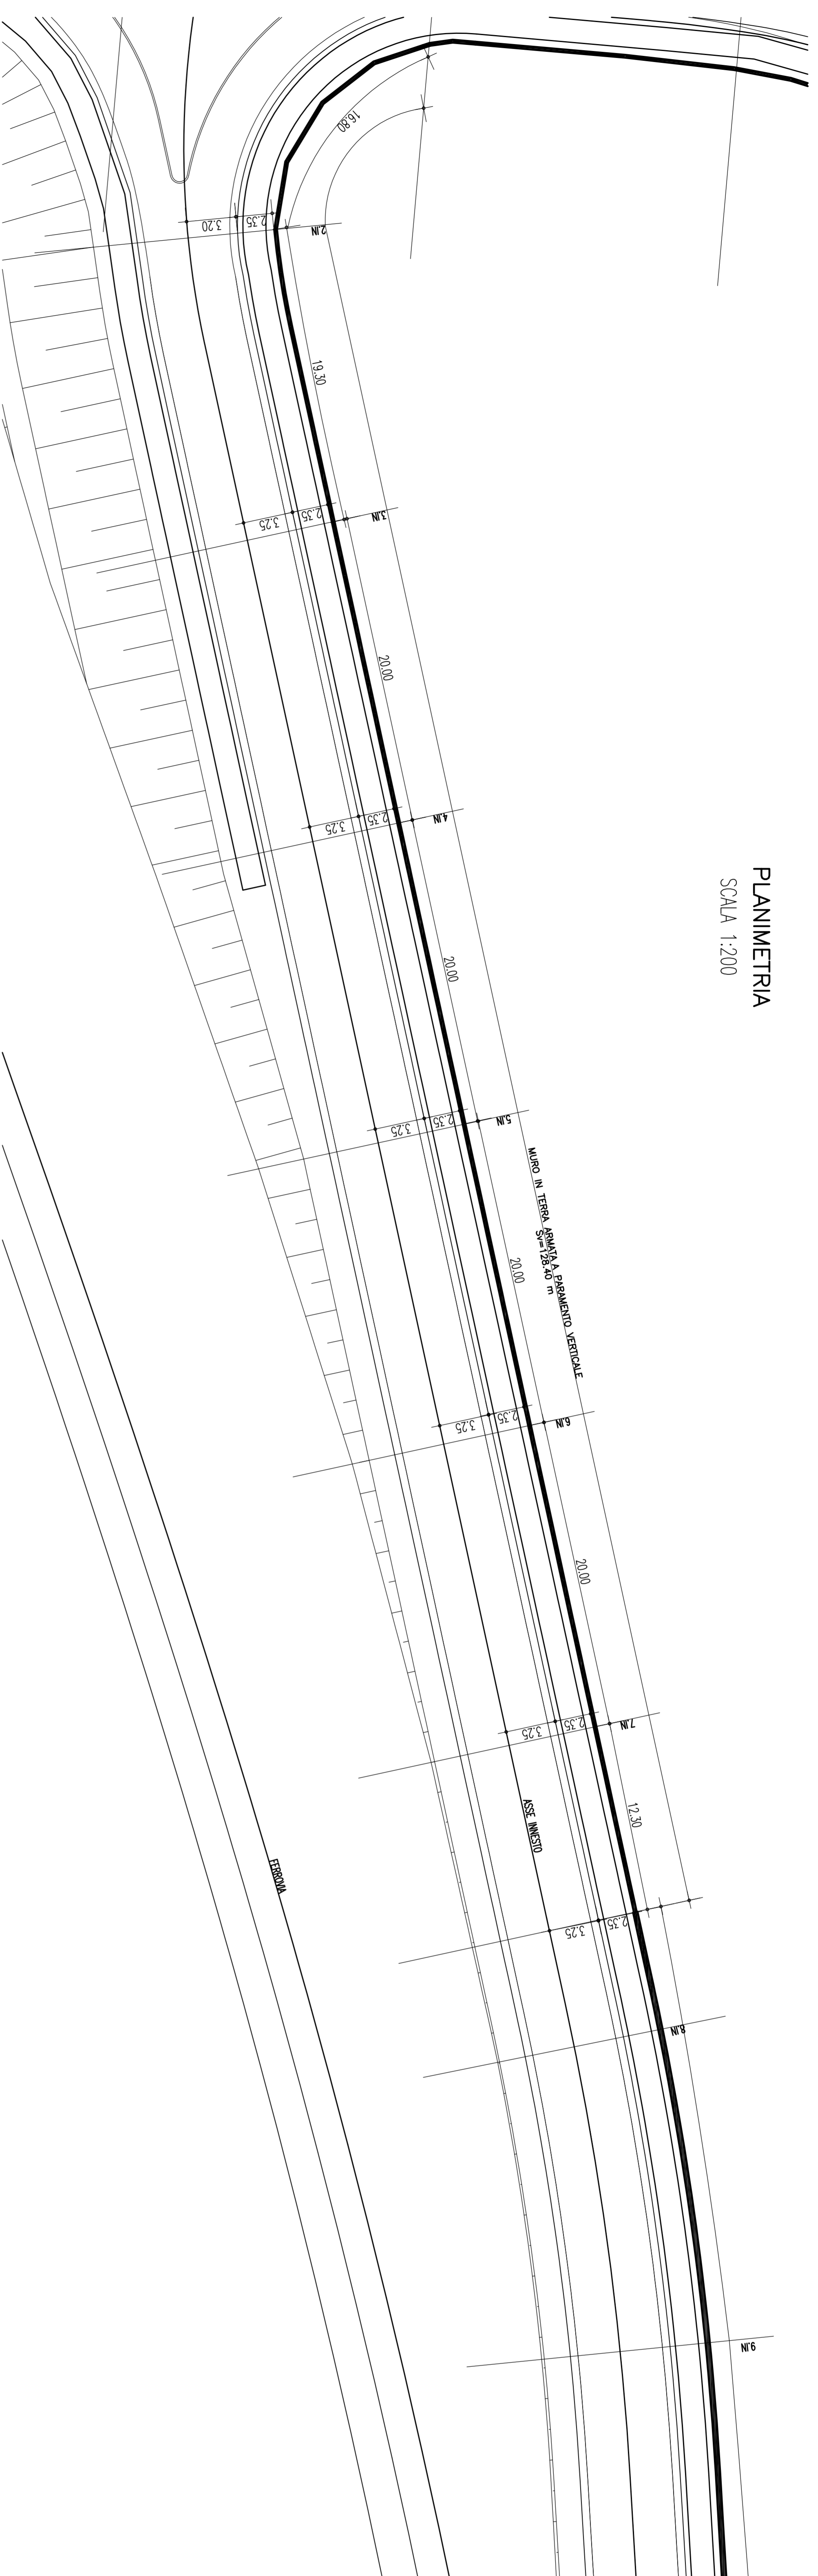 16.80
3.20
2.35
2.IN
19.30
3.25
2.35
3.IN
20.00
3.25
2.35
4.IN
PLANIMETRIA
SCALA 1:200
20.00
3.25
2.35
5.IN
MURO IN TERRA ARMATA A PARAMENTO VERTICALE
Sv=128.40 m
20.00
3.25
2.35
6.IN
20.00
3.25
2.35
7.IN
ASSE INNESTO
12.30
FERROVIA
3.25
2.35
8.IN
9.IN